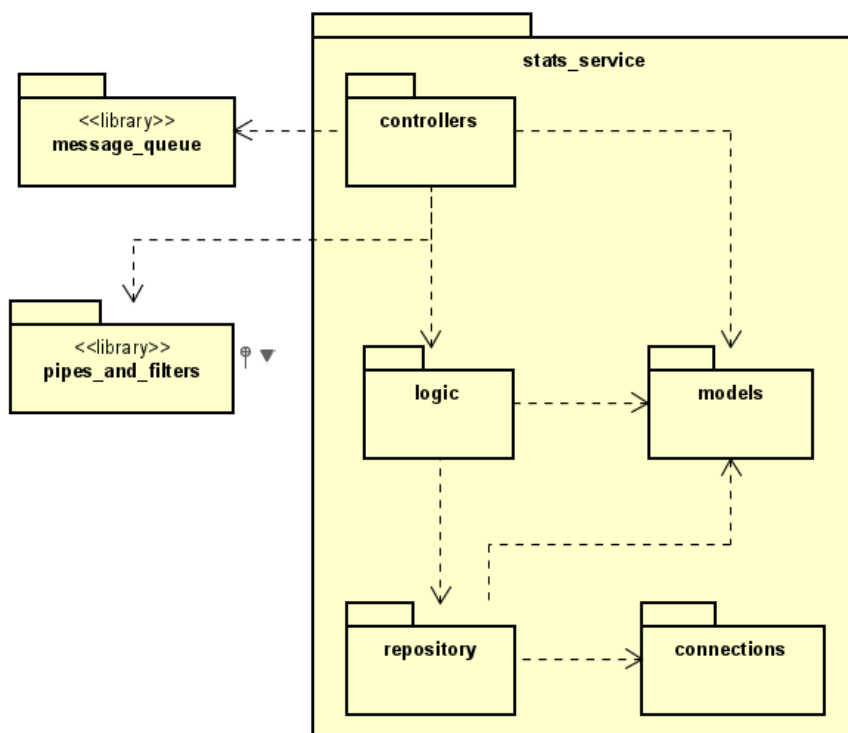 stats_service
<<library>>
message_queue
controllers
<<library>>
pipes_and_filters
logic
models
repository
connections